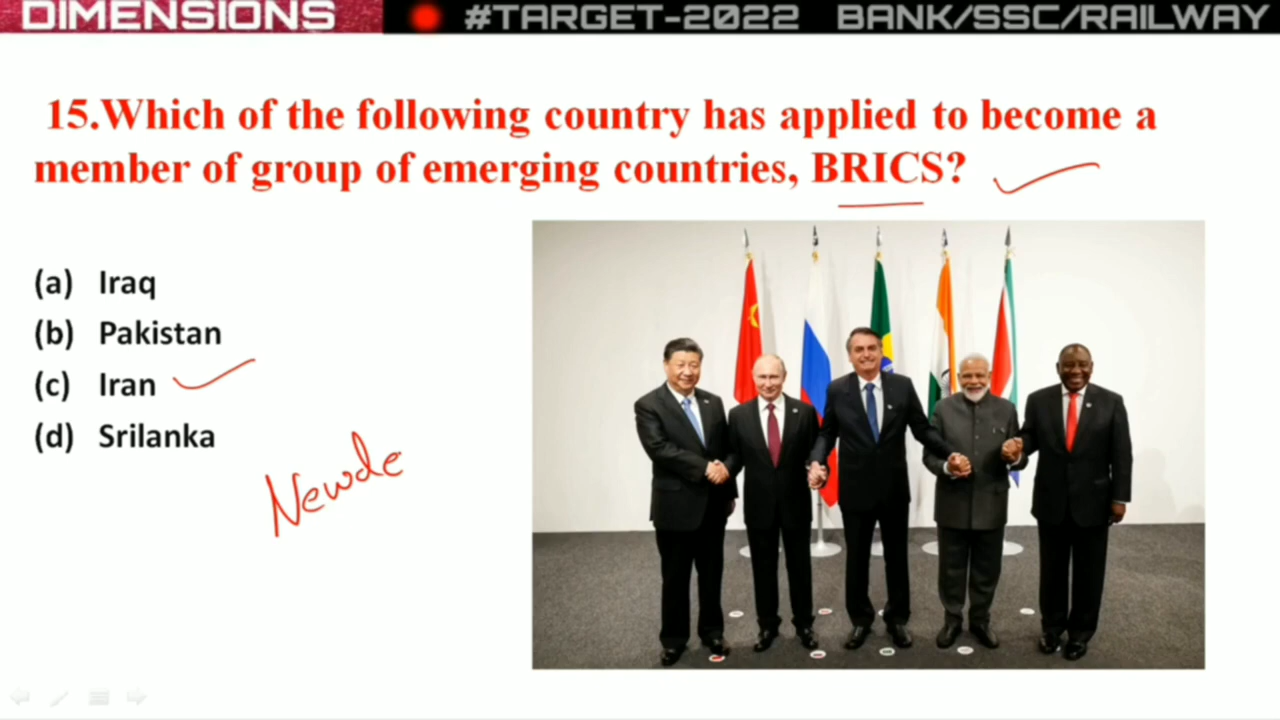 DIMENSIONS #TARGET-2022 BANK/SSC/RAILWAY
15.Which of the following country has applied to become a
member of group of emerging countries, BRICS?
(a) Iraq
(b) Pakistan
(c) Iran
(d) Srilanka
Newde